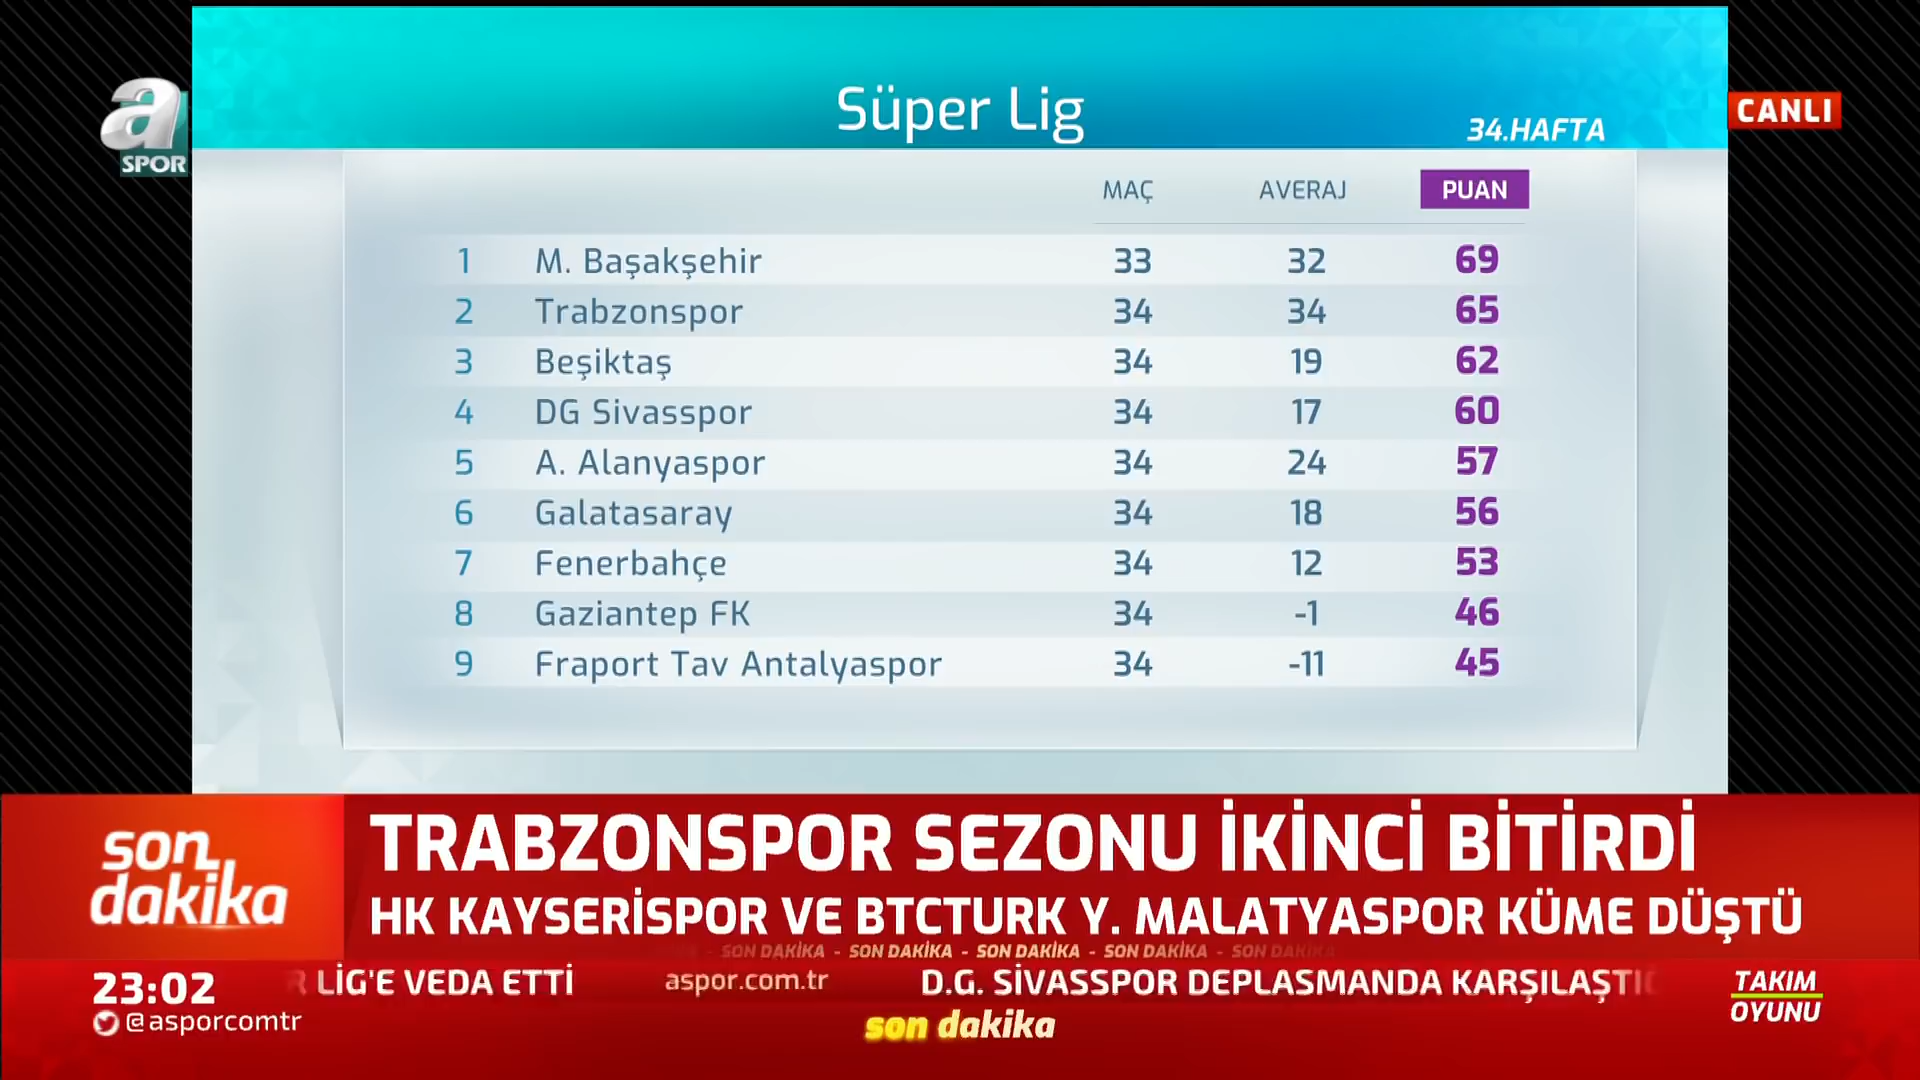 Süper Lig
34.HAFTA
a SPOR
CANLI
MAÇ AVERAJ PUAN
1 M. Başakşehir 33 32 69
2 Trabzonspor 34 34 65
3 Beşiktaş 34 19 62
4 DG Sivasspor 34 17 60
5 A. Alanyaspor 34 24 57
6 Galatasaray 34 18 56
7 Fenerbahçe 34 12 53
8 Gaziantep FK 34 -1 46
9 Fraport Tav Antalyaspor 34 -11 45
son dakika
TRABZONSPOR SEZONU İKİNCİ BİTİRDİ
HK KAYSERİSPOR VE BTCTURK Y. MALATYASPOR KÜME DÜŞTÜ
- SON DAKİKA - SON DAKİKA - SON DAKİKA - SON DAKİKA - SON DAKİKA
23:02 R LİG'E VEDA ETTİ aspor.com.tr D.G. SİVASSPOR DEPLASMANDA KARŞILAŞTI
@asporcomtr
son dakika
TAKIM
OYUNU